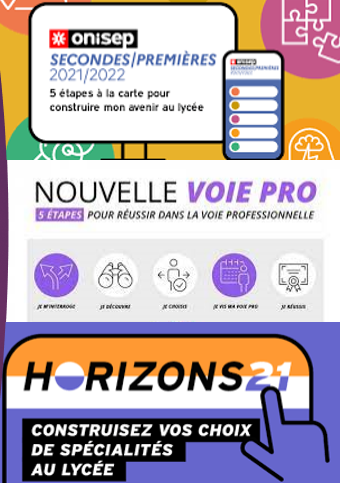 onisep
SECONDES/PREMIÈRES
2021/2022
5 étapes à la carte pour
construire mon avenir au lycée
onisep
SECONDES/PREMIÈRES
2021/2022
NOUVELLE VOIE PRO
5 ÉTAPES POUR RÉUSSIR DANS LA VOIE PROFESSIONNELLE
JE M'INTERROGE JE DÉCOUVRE JE CHOISIS JE VIS MA VOIE PRO JE RÉUSSIS
HORIZONS21
CONSTRUISEZ VOS CHOIX
DE SPÉCIALITÉS
AU LYCÉE